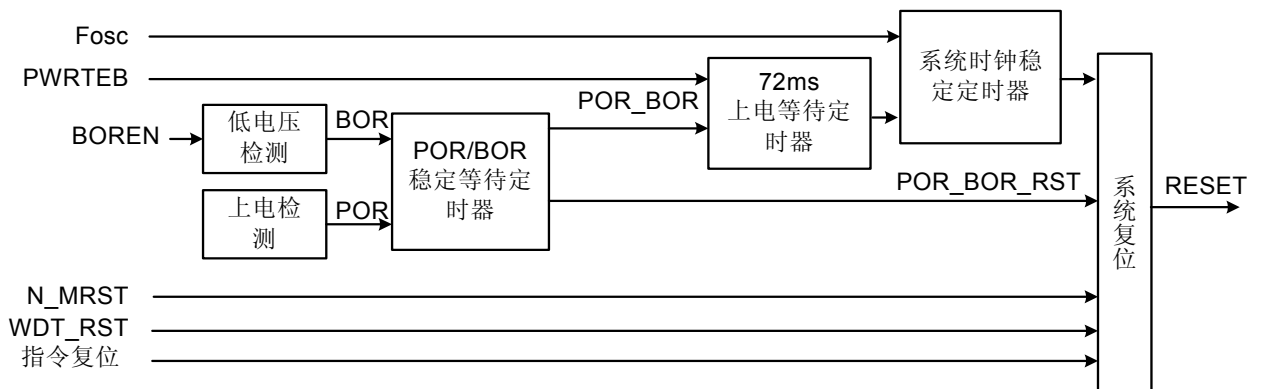 Fosc
PWRTEB
BOREN
低电压
检测
BOR
上电检
测
POR
POR/BOR
稳定等待定
时器
POR_BOR
72ms
上电等待定
时器
系统时钟稳
定定时器
POR_BOR_RST
系统复位
RESET
N_MRST
WDT_RST
指令复位